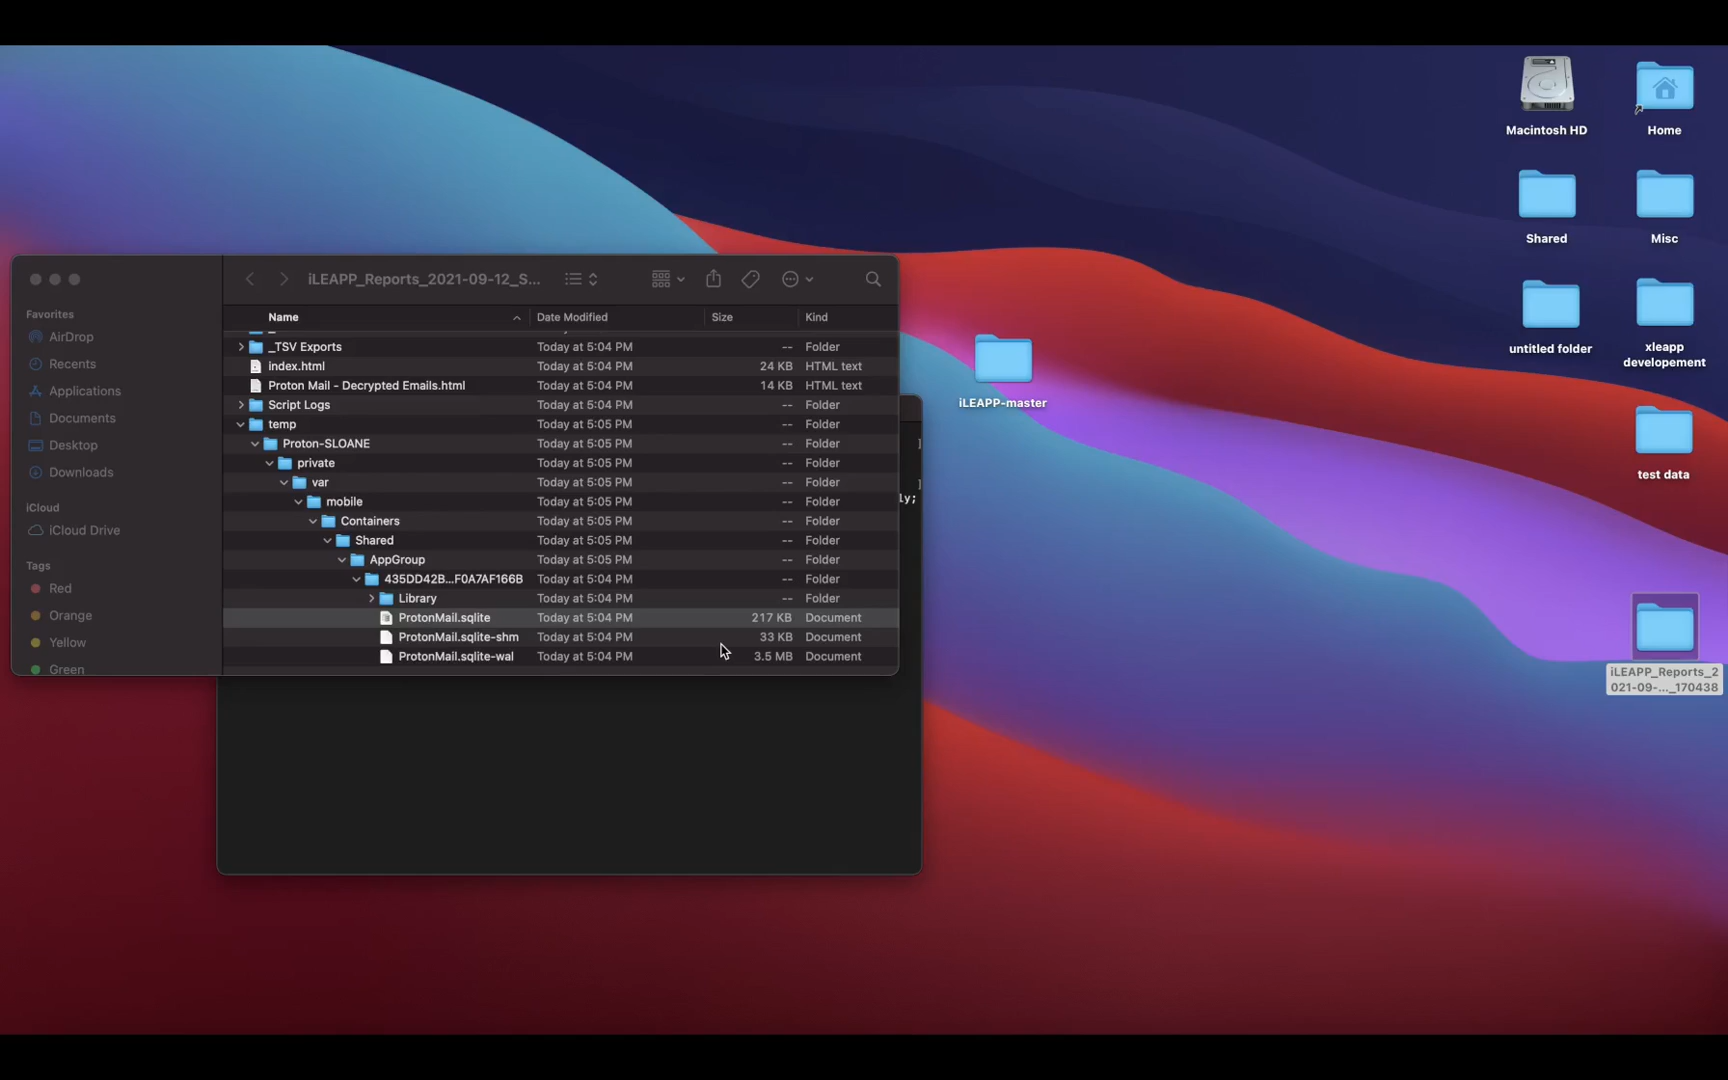 Macintosh HD
Home
Shared
Misc
untitled folder
xleapp
developement
test data
iLEAPP_Reports_2
021-09-..._170438
iLEAPP-master
iLEAPP_Reports_2021-09-12_S...
Favorites
AirDrop
Recents
Applications
Documents
Desktop
Downloads
iCloud
iCloud Drive
Tags
Red
Orange
Yellow
Green
Name Date Modified Size Kind
_TSV Exports Today at 5:04 PM -- Folder
index.html Today at 5:04 PM 24 KB HTML text
Proton Mail - Decrypted Emails.html Today at 5:04 PM 14 KB HTML text
Script Logs Today at 5:04 PM -- Folder
temp Today at 5:05 PM -- Folder
Proton-SLOANE Today at 5:05 PM -- Folder
private Today at 5:05 PM -- Folder
var Today at 5:05 PM -- Folder
mobile Today at 5:05 PM -- Folder
Containers Today at 5:05 PM -- Folder
Shared Today at 5:05 PM -- Folder
AppGroup Today at 5:05 PM -- Folder
435DD42B...F0A7AF166B Today at 5:04 PM -- Folder
Library Today at 5:04 PM -- Folder
ProtonMail.sqlite Today at 5:04 PM 217 KB Document
ProtonMail.sqlite-shm Today at 5:04 PM 33 KB Document
ProtonMail.sqlite-wal Today at 5:04 PM 3.5 MB Document
]
]
ly;